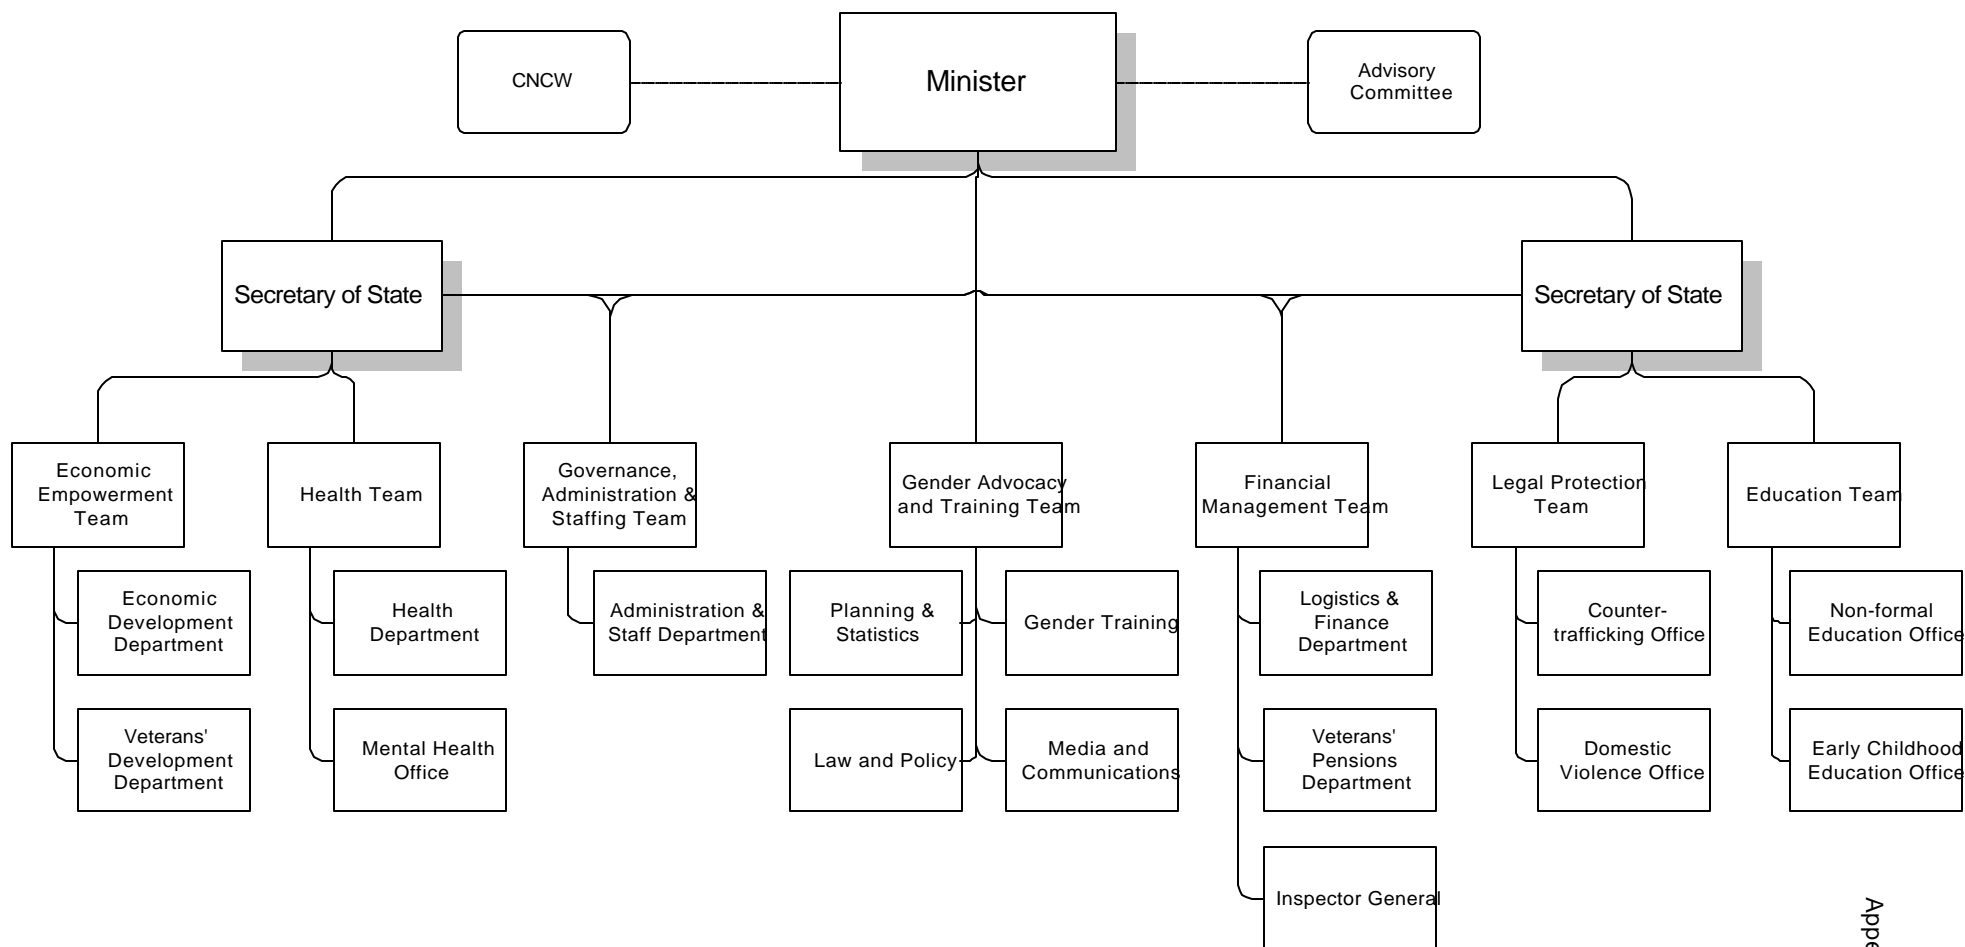 CNCW
Minister
Advisory
Committee
Secretary of State
Secretary of State
Economic
Empowerment
Team
Health Team
Governance,
Administration &
Staffing Team
Gender Advocacy
and Training Team
Financial
Management Team
Legal Protection
Team
Education Team
Economic
Development
Department
Health
Department
Administration &
Staff Department
Planning &
Statistics
Gender Training
Logistics &
Finance
Department
Counter-
trafficking Office
Non-formal
Education Office
Veterans'
Development
Department
Mental Health
Office
Law and Policy
Media and
Communications
Veterans'
Pensions
Department
Domestic
Violence Office
Early Childhood
Education Office
Inspector General